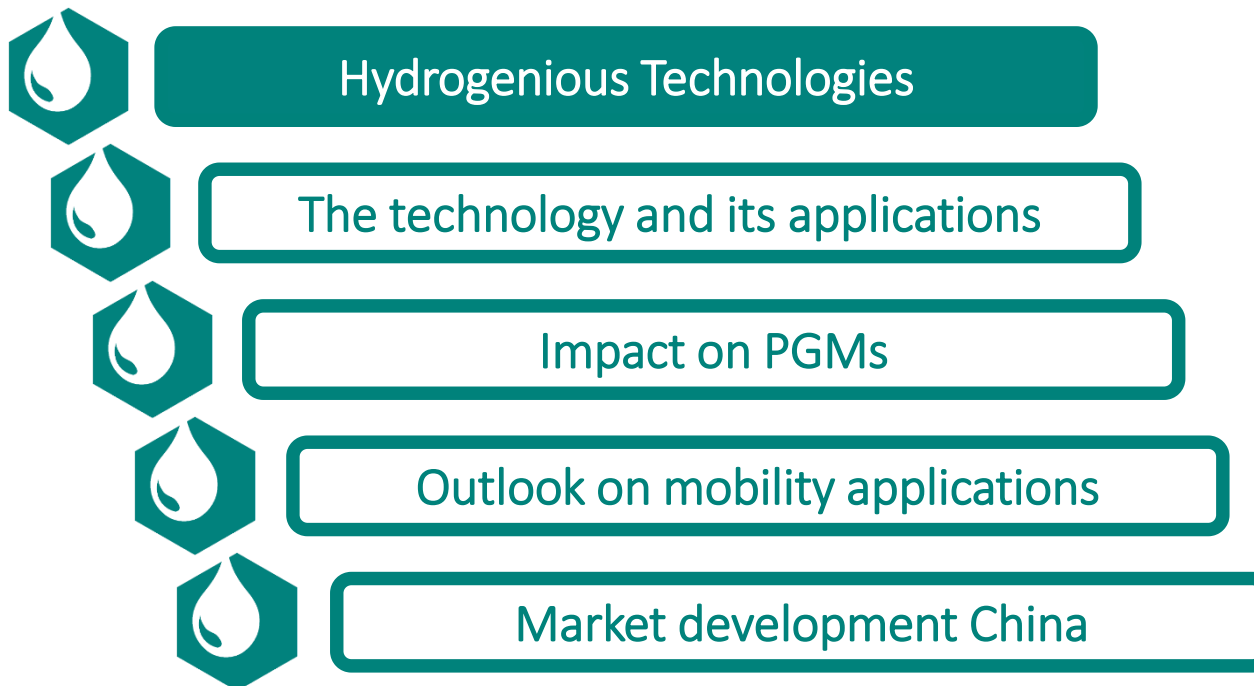 Hydrogenious Technologies
The technology and its applications
Impact on PGMs
Outlook on mobility applications
Market development China